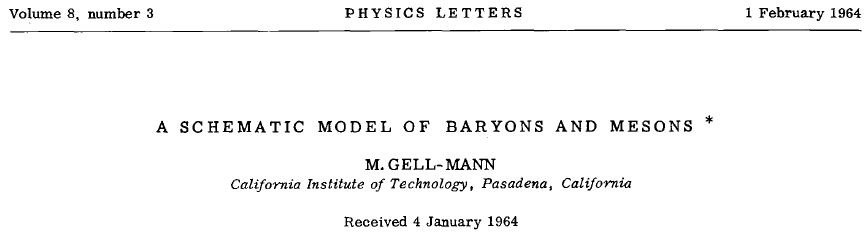 Volume 8, number 3 PHYSICS LETTERS 1 February 1964
A SCHEMATIC MODEL OF BARYONS AND MESONS *
M. GELL-MANN
California Institute of Technology, Pasadena, California
Received 4 January 1964